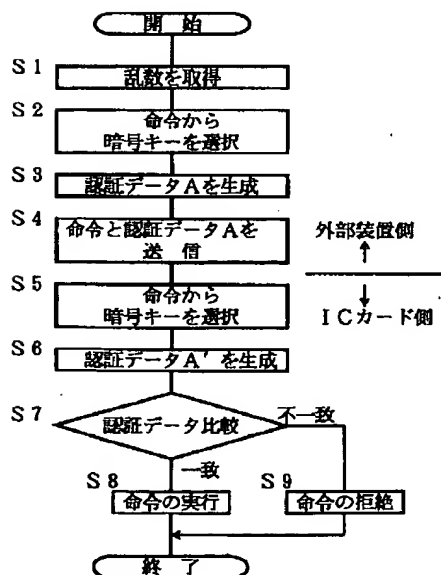 開 始
S1
乱数を取得
S2
命令から
暗号キーを選択
S3
認証データAを生成
S4
命令と認証データAを
送 信
外部装置側
S5
命令から
暗号キーを選択
ICカード側
S6
認証データA'を生成
S7
認証データ比較
不一致
一致
S8
命令の実行
S9
命令の拒絶
終 了